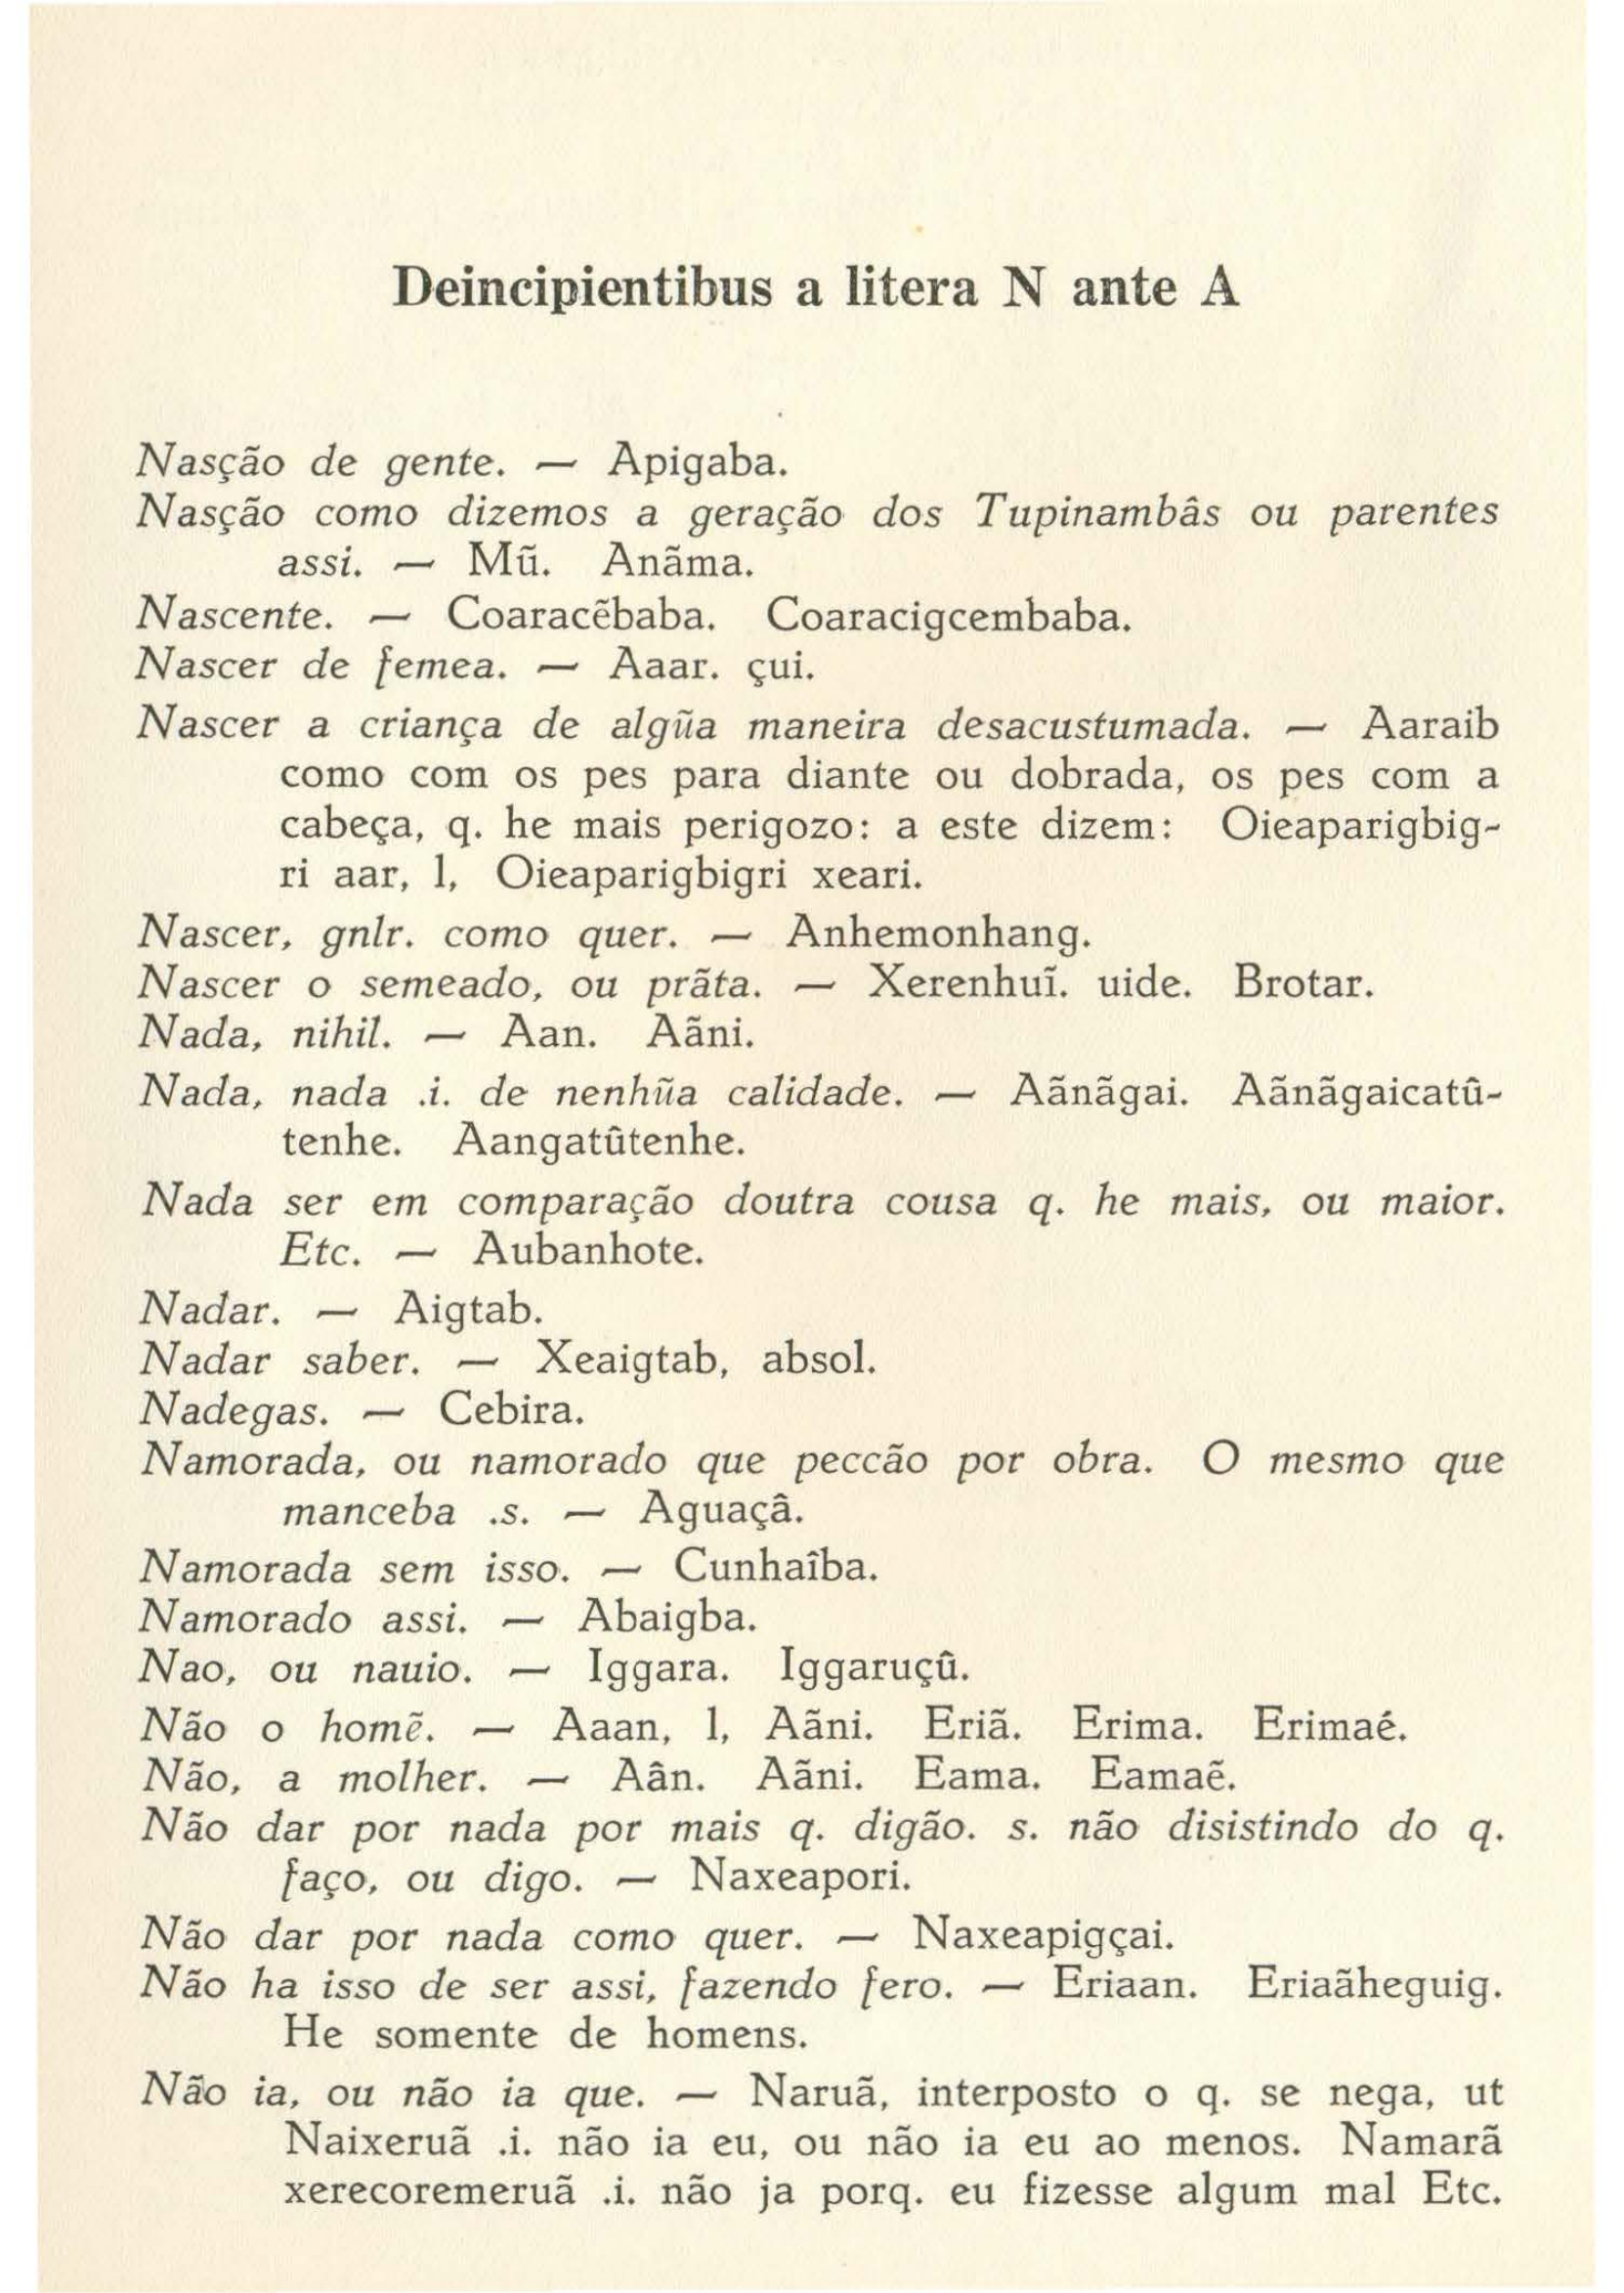 Deincipientibus a litera N ante A
Nasção de gente. — Apigaba.
Nasção como dizemos a geração dos Tupinambâs ou parentes
assi. — Mũ. Anãma.
Nascente. — Coaracẽbaba. Coaracigcembaba.
Nascer de femea. — Aaar. çui.
Nascer a criança de algũa maneira desacustumada. — Aaraib
como com os pes para diante ou dobrada, os pes com a
cabeça, q. he mais perigozo: a este dizem: Oieaparigbig-
ri aar, l, Oieaparigbigri xeari.
Nascer, gnlr. como quer. — Anhemonhang.
Nascer o semeado, ou prãta. — Xerenhuĩ. uide. Brotar.
Nada, nihil. — Aan. Aãni.
Nada, nada .i. de nenhũa calidade. — Aãnãgai. Aãnãgaicatû-
tenhe. Aangatûtenhe.
Nada ser em comparação doutra cousa q. he mais, ou maior.
Etc. — Aubanhote.
Nadar. — Aigtab.
Nadar saber. — Xeaigtab, absol.
Nadegas. — Cebira.
Namorada, ou namorado que peccão por obra. O mesmo que
manceba .s. — Aguaçâ.
Namorada sem isso. — Cunhaîba.
Namorado assi. — Abaigba.
Nao, ou nauio. — Iggara. Iggaruçû.
Não o homẽ. — Aaan, l, Aãni. Eriã. Erima. Erimaé.
Não, a molher. — Aân. Aãni. Eama. Eamaẽ.
Não dar por nada por mais q. digão. s. não disistindo do q.
faço, ou digo. — Naxeapori.
Não dar por nada como quer. — Naxeapigçai.
Não ha isso de ser assi, fazendo fero. — Eriaan. Eriaãheguig.
He somente de homens.
Não ia, ou não ia que. — Naruã, interposto o q. se nega, ut
Naixeruã .i. não ia eu, ou não ia eu ao menos. Namarã
xerecoremeruã .i. não ja porq. eu fizesse algum mal Etc.